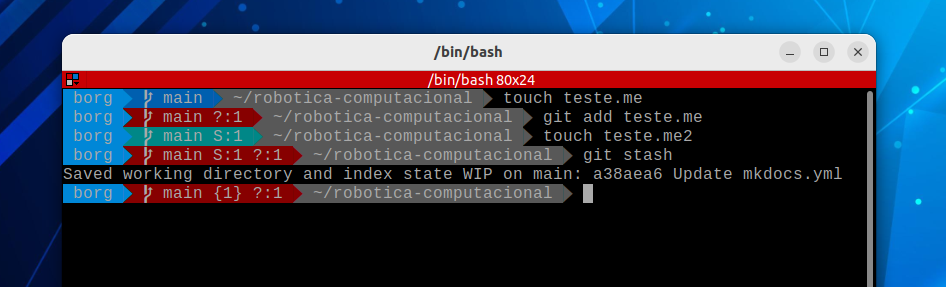 /bin/bash
/bin/bash 80x24
borg main ~/robotica-computacional touch teste.me
borg main ?:1 ~/robotica-computacional git add teste.me
borg main S:1 ~/robotica-computacional touch teste.me2
borg main S:1 ?:1 ~/robotica-computacional git stash
Saved working directory and index state WIP on main: a38aea6 Update mkdocs.yml
borg main {1} ?:1 ~/robotica-computacional